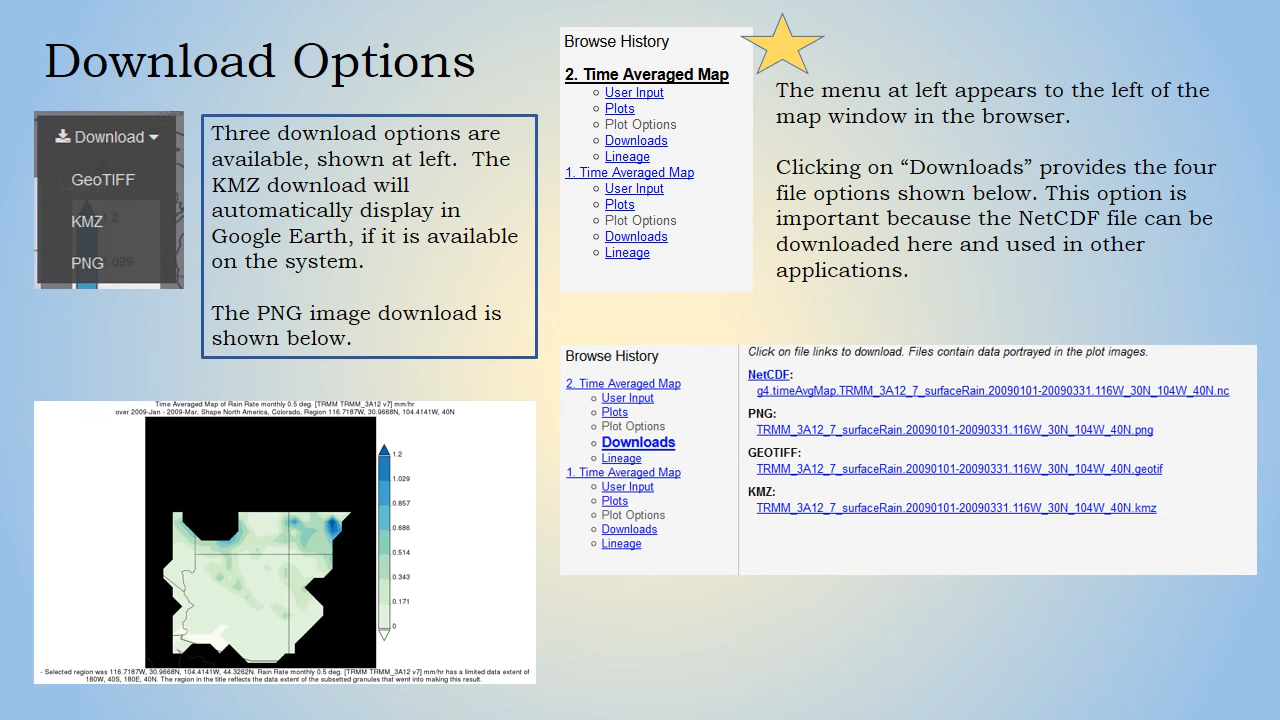 Download Options
Download
GeoTIFF
KMZ
PNG
1.2
1.029
Three download options are
available, shown at left.  The
KMZ download will
automatically display in
Google Earth, if it is available
on the system.
The PNG image download is
shown below.
Browse History
2. Time Averaged Map
User Input
Plots
Plot Options
Downloads
Lineage
1. Time Averaged Map
User Input
Plots
Plot Options
Downloads
Lineage
The menu at left appears to the left of the
map window in the browser.
Clicking on “Downloads” provides the four
file options shown below. This option is
important because the NetCDF file can be
downloaded here and used in other
applications.
Time Averaged Map of Rain Rate monthly 0.5 deg. [TRMM TRMM_3A12 v7] mm/hr
over 2009-Jan - 2009-Mar, Shape North America, Colorado, Region 116.7187W, 30.9668N, 104.4141W, 40N
1.2
1.029
0.857
0.686
0.514
0.343
0.171
0
- Selected region was 116.7187W, 30.9668N, 104.4141W, 44.3262N. Rain Rate monthly 0.5 deg. [TRMM TRMM_3A12 v7] mm/hr has a limited data extent of
180W, 40S, 180E, 40N. The region in the title reflects the data extent of the subsetted granules that went into making this result.
Browse History
2. Time Averaged Map
User Input
Plots
Plot Options
Downloads
Lineage
1. Time Averaged Map
User Input
Plots
Plot Options
Downloads
Lineage
Click on file links to download. Files contain data portrayed in the plot images.
NetCDF:
g4.timeAvgMap.TRMM_3A12_7_surfaceRain.20090101-20090331.116W_30N_104W_40N.nc
PNG:
TRMM_3A12_7_surfaceRain.20090101-20090331.116W_30N_104W_40N.png
GEOTIFF:
TRMM_3A12_7_surfaceRain.20090101-20090331.116W_30N_104W_40N.geotif
KMZ:
TRMM_3A12_7_surfaceRain.20090101-20090331.116W_30N_104W_40N.kmz